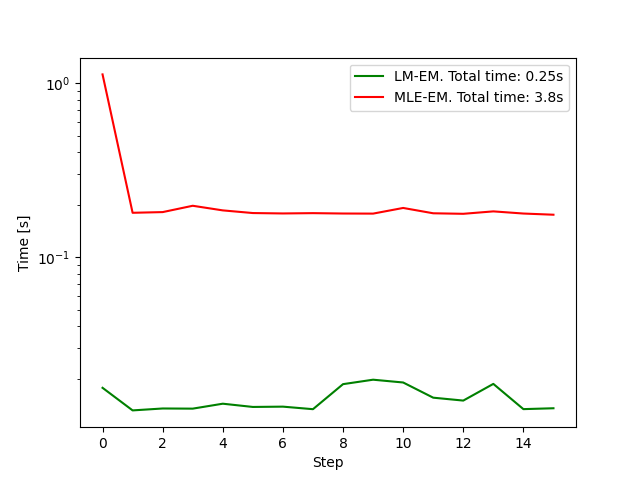 LM-EM. Total time: 0.25s
MLE-EM. Total time: 3.8s
10⁰
10⁻¹
Time [s]
0 2 4 6 8 10 12 14
Step